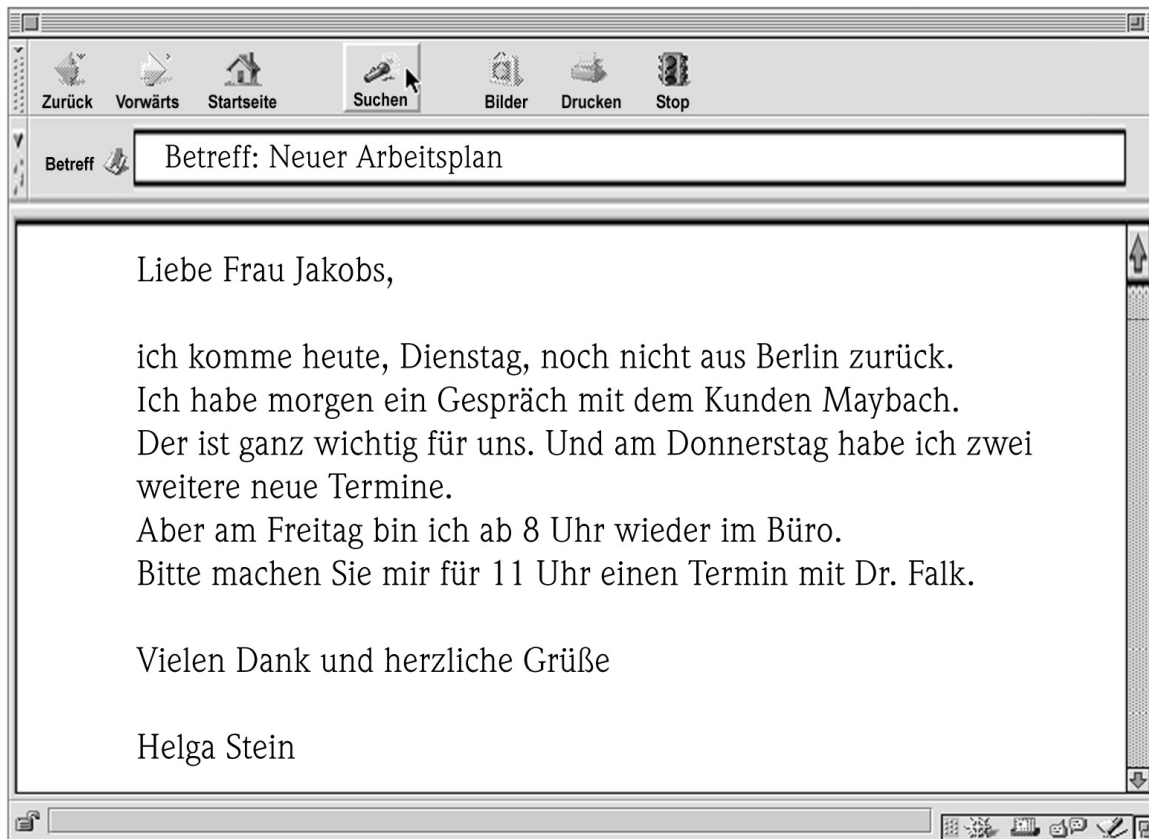 Zurück Vorwärts Startseite Suchen Bilder Drucken Stop
Betreff Betreff: Neuer Arbeitsplan
Liebe Frau Jakobs,
ich komme heute, Dienstag, noch nicht aus Berlin zurück.
Ich habe morgen ein Gespräch mit dem Kunden Maybach.
Der ist ganz wichtig für uns. Und am Donnerstag habe ich zwei
weitere neue Termine.
Aber am Freitag bin ich ab 8 Uhr wieder im Büro.
Bitte machen Sie mir für 11 Uhr einen Termin mit Dr. Falk.
Vielen Dank und herzliche Grüße
Helga Stein